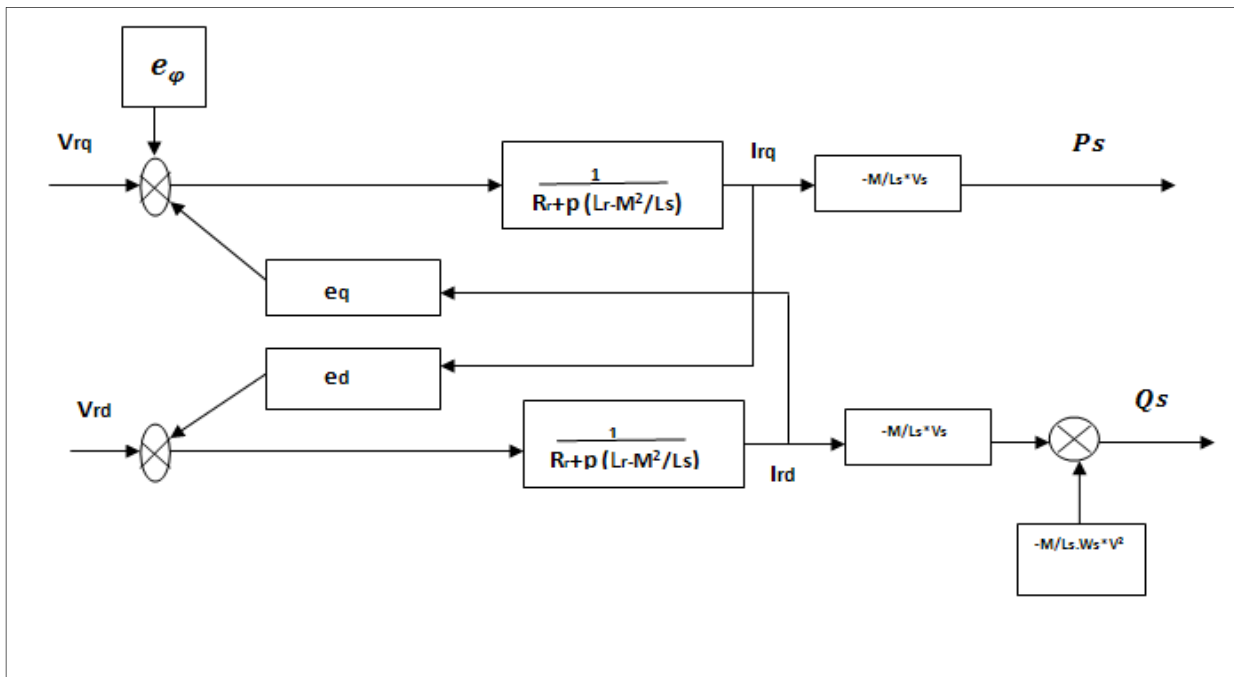 eφ
Vrq
1
Rr+p (Lr-M²/Ls)
Irq
-M/Ls*Vs
Ps
eq
ed
Vrd
1
Rr+p (Lr-M²/Ls)
Ird
-M/Ls*Vs
Qs
-M/Ls.Ws*V²